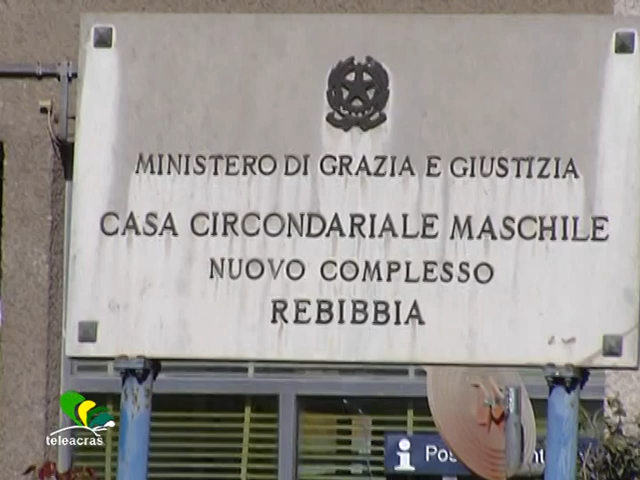 MINISTERO DI GRAZIA E GIUSTIZIA
CASA CIRCONDARIALE MASCHILE
NUOVO COMPLESSO
REBIBBIA
teleacras
i